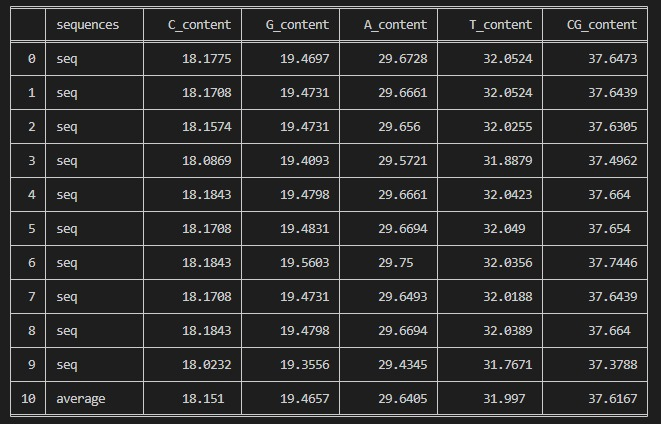 sequences C_content G_content A_content T_content CG_content
0 seq 18.1775 19.4697 29.6728 32.0524 37.6473
1 seq 18.1708 19.4731 29.6661 32.0524 37.6439
2 seq 18.1574 19.4731 29.656 32.0255 37.6305
3 seq 18.0869 19.4093 29.5721 31.8879 37.4962
4 seq 18.1843 19.4798 29.6661 32.0423 37.664
5 seq 18.1708 19.4831 29.6694 32.049 37.654
6 seq 18.1843 19.5603 29.75 32.0356 37.7446
7 seq 18.1708 19.4731 29.6493 32.0188 37.6439
8 seq 18.1843 19.4798 29.6694 32.0389 37.664
9 seq 18.0232 19.3556 29.4345 31.7671 37.3788
10 average 18.151 19.4657 29.6405 31.997 37.6167